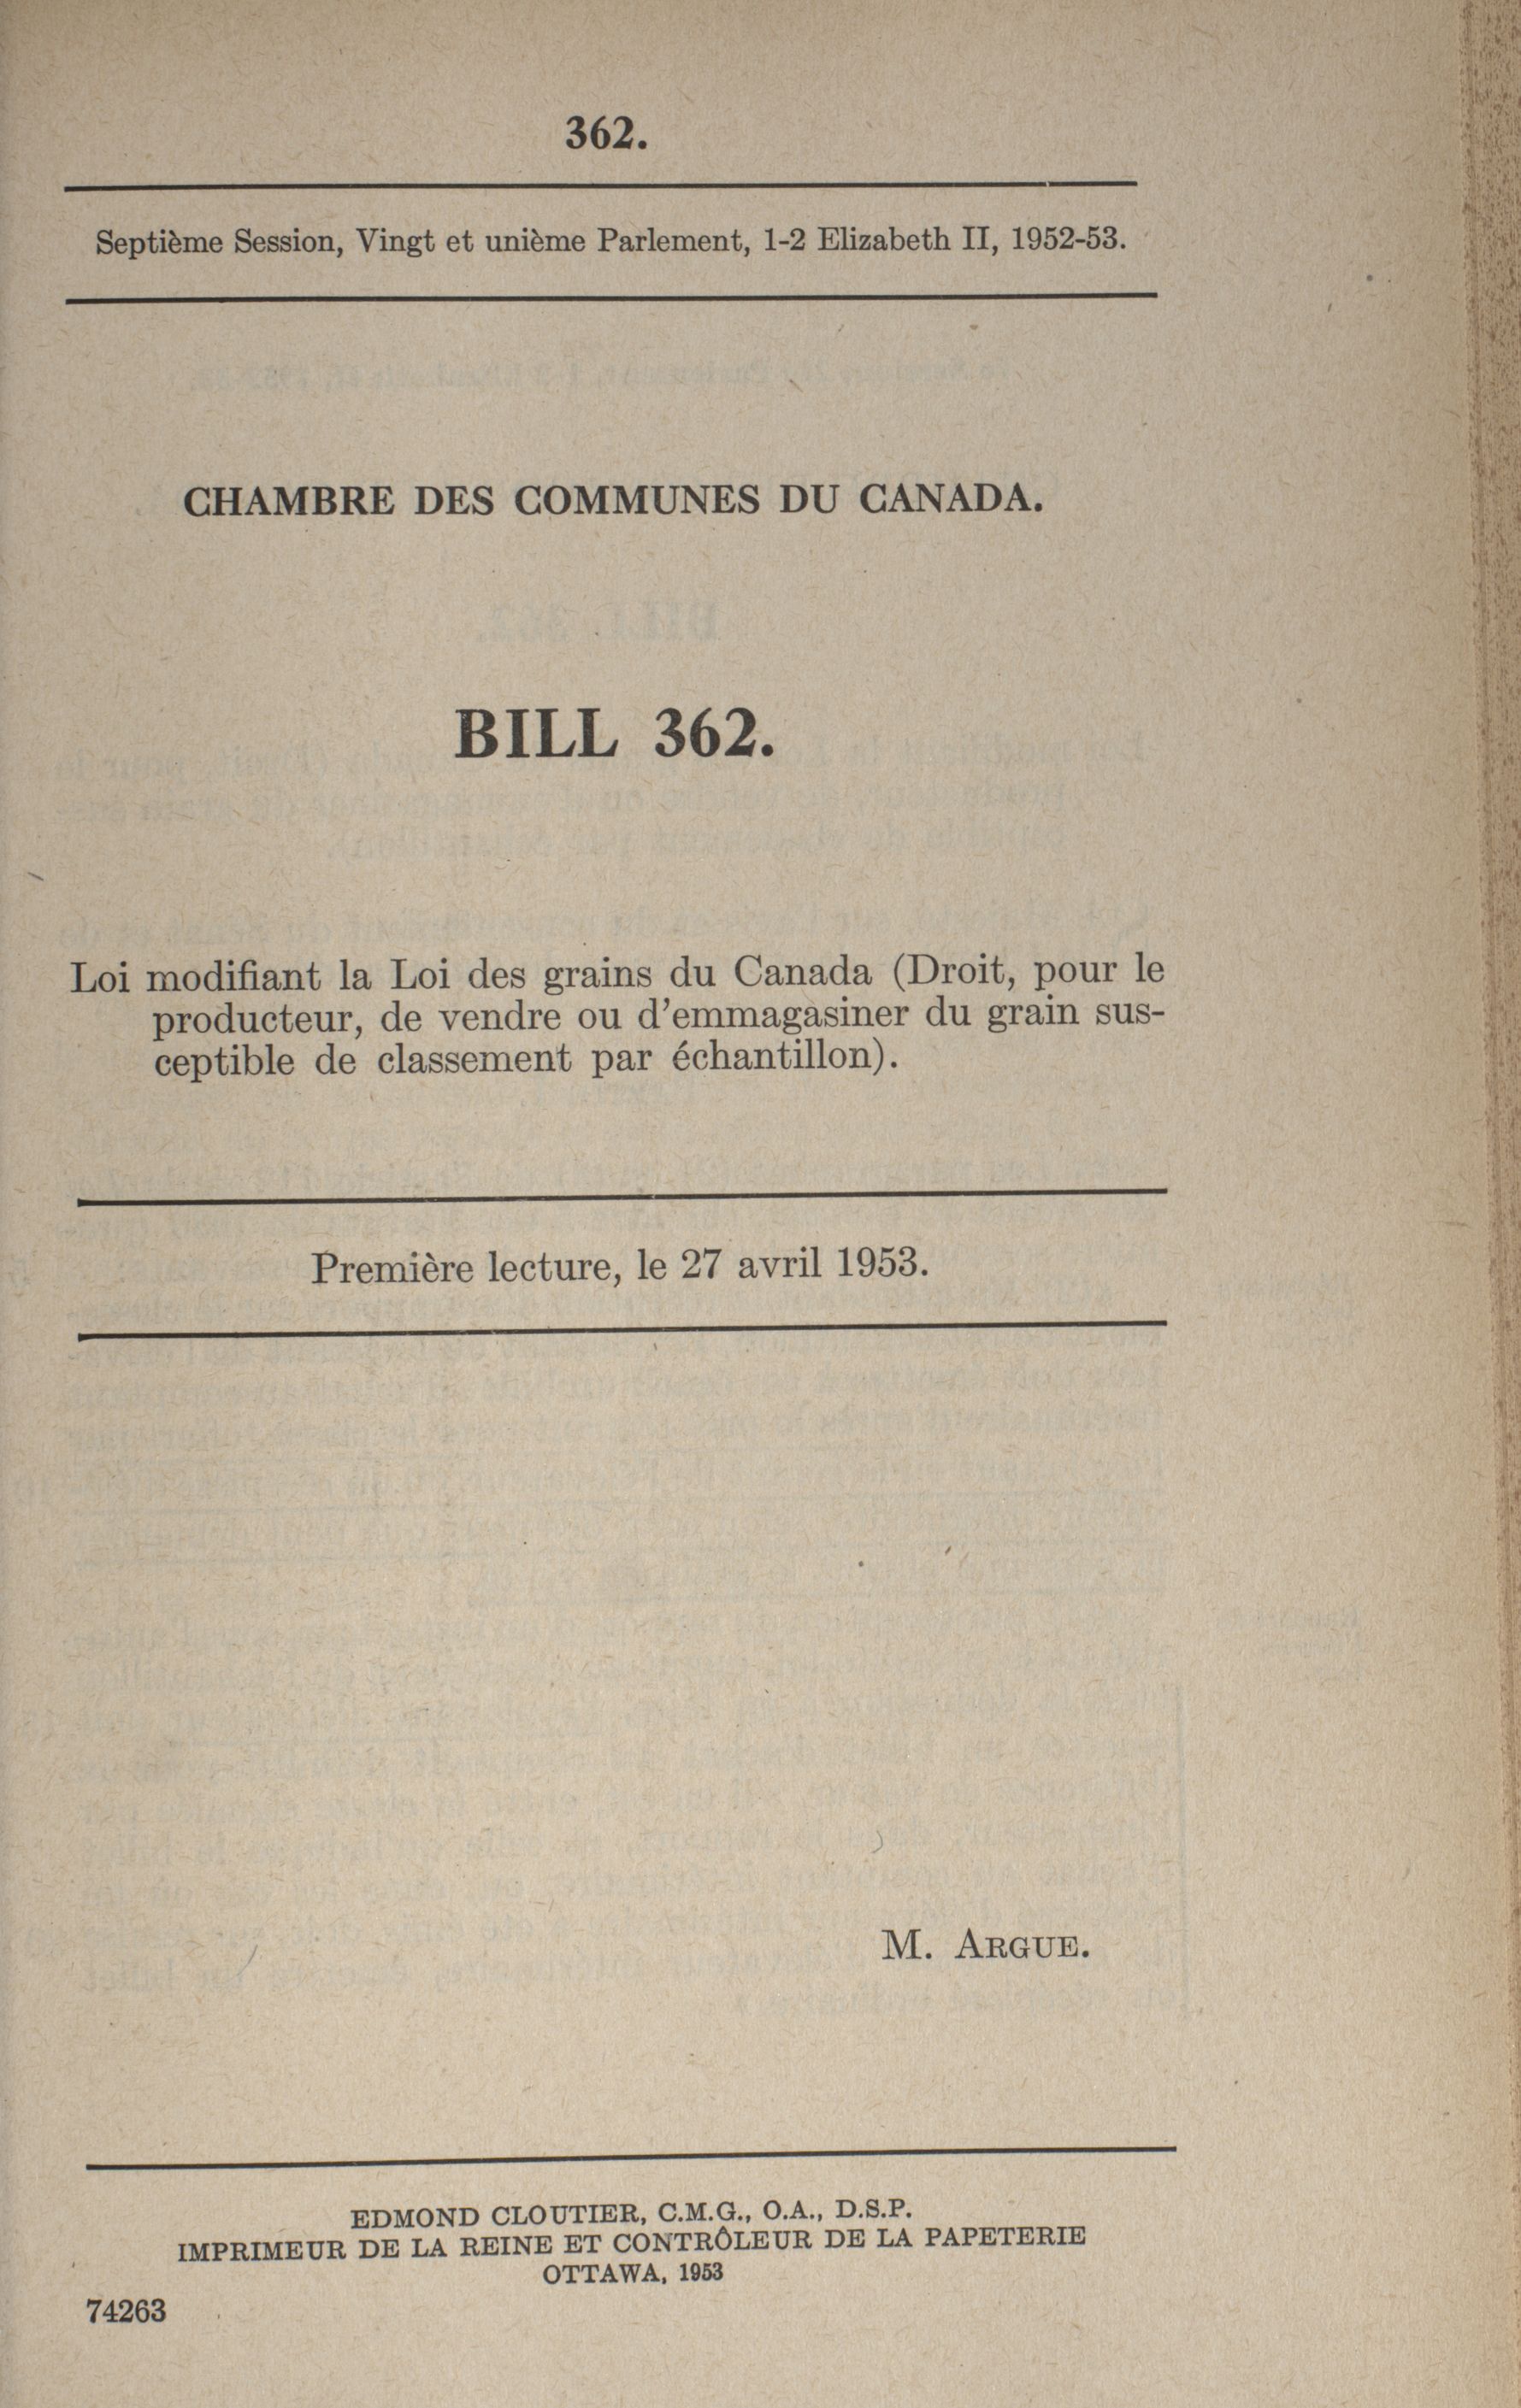 362.
Septième Session, Vingt et unième Parlement, 1-2 Elizabeth II, 1952-53.
CHAMBRE DES COMMUNES DU CANADA.
BILL 362.
Loi modifiant la Loi des grains du Canada (Droit, pour le
producteur, de vendre ou d'emmagasiner du grain sus-
ceptible de classement par échantillon).
Première lecture, le 27 avril 1953.
M. ARGUE.
EDMOND CLOUTIER, C.M.G., O.A., D.S.P.
IMPRIMEUR DE LA REINE ET CONTRÔLEUR DE LA PAPETERIE
OTTAWA, 1953
74263